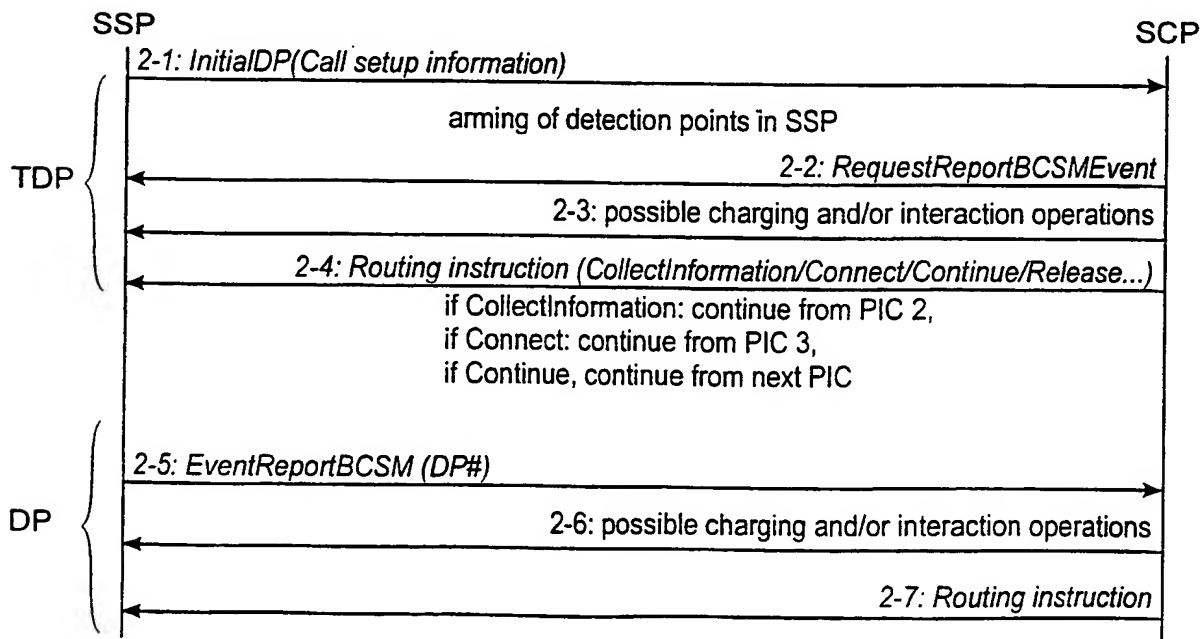 SSP
SCP
2-1: InitialDP(Call setup information)
arming of detection points in SSP
TDP
2-2: RequestReportBCSMEvent
2-3: possible charging and/or interaction operations
2-4: Routing instruction (CollectInformation/Connect/Continue/Release...)
if CollectInformation: continue from PIC 2,
if Connect: continue from PIC 3,
if Continue, continue from next PIC
2-5: EventReportBCSM (DP#)
DP
2-6: possible charging and/or interaction operations
2-7: Routing instruction